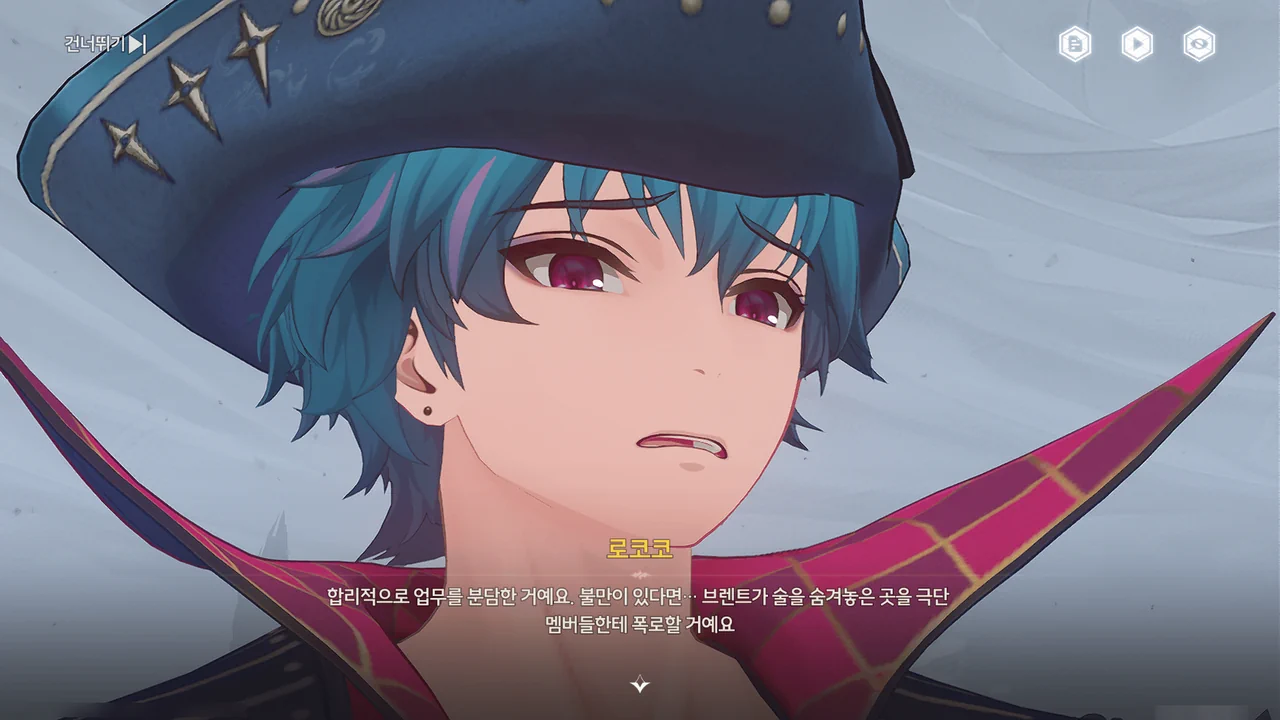 건너뛰기
로코코
합리적으로 업무를 분담한 거예요. 불만이 있다면… 브렌트가 술을 숨겨놓은 곳을 극단
멤버들한테 폭로할 거예요